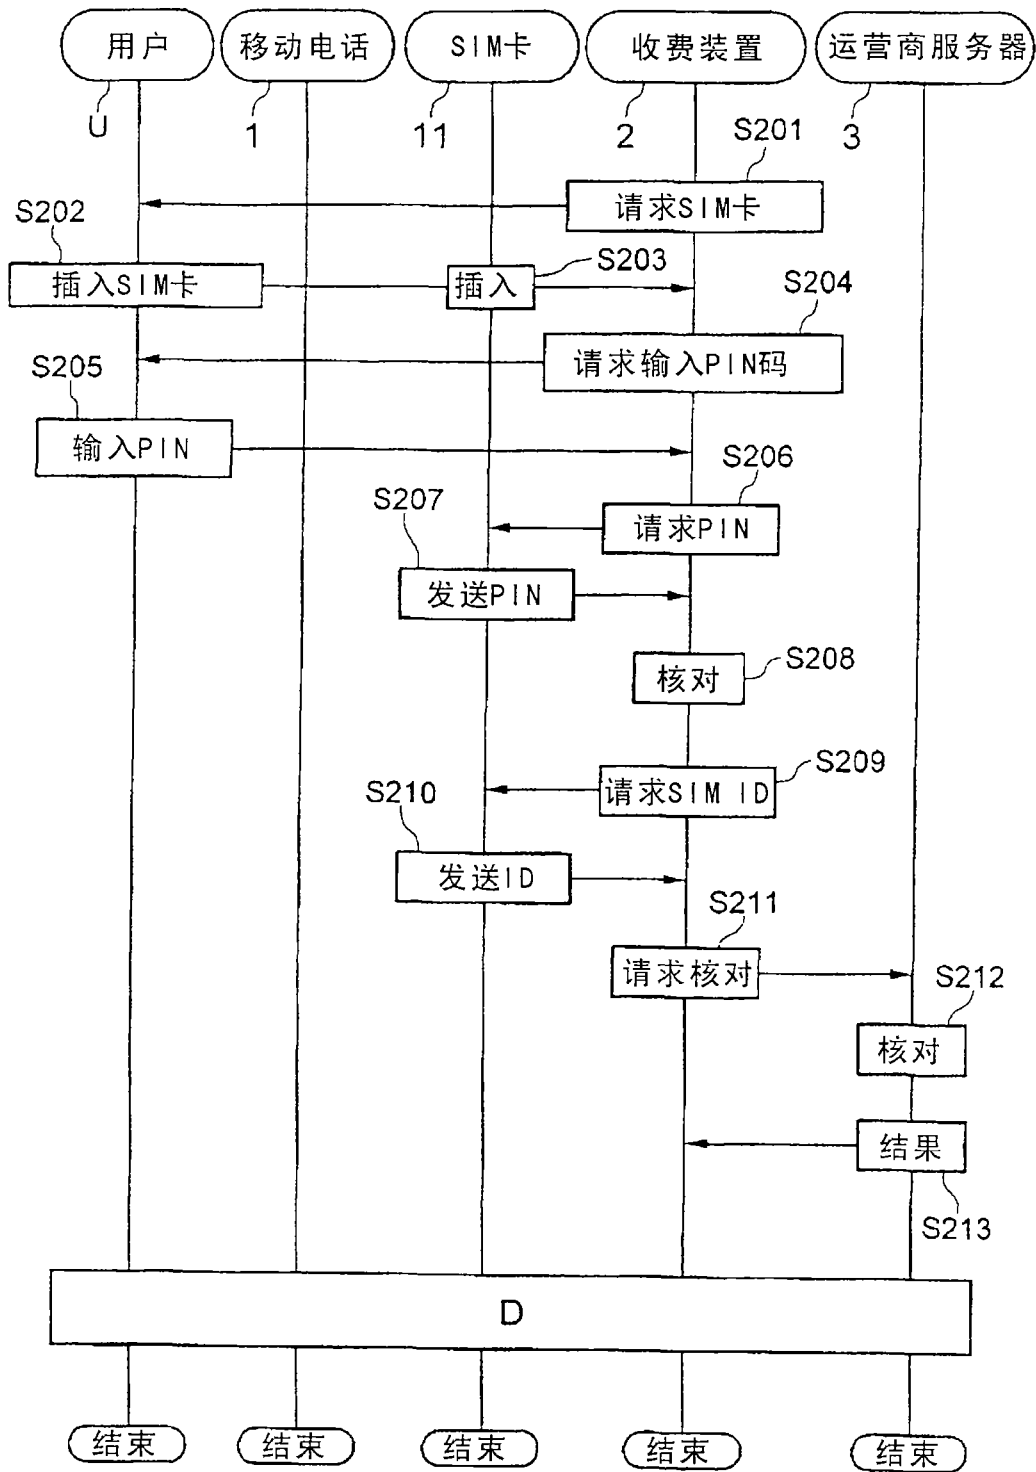 用户
移动电话
SIM卡
收费装置
运营商服务器
U
1
11
2
3
S201
请求SIM卡
S202
插入SIM卡
S203
插入
S204
请求输入PIN码
S205
输入PIN
S206
请求PIN
S207
发送PIN
S208
核对
S209
请求SIM ID
S210
发送ID
S211
请求核对
S212
核对
结果
S213
D
结束
结束
结束
结束
结束